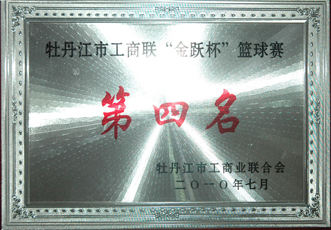 牡丹江市工商联“金跃杯”篮球赛
第四名
牡丹江市工商业联合会
二〇一〇年七月